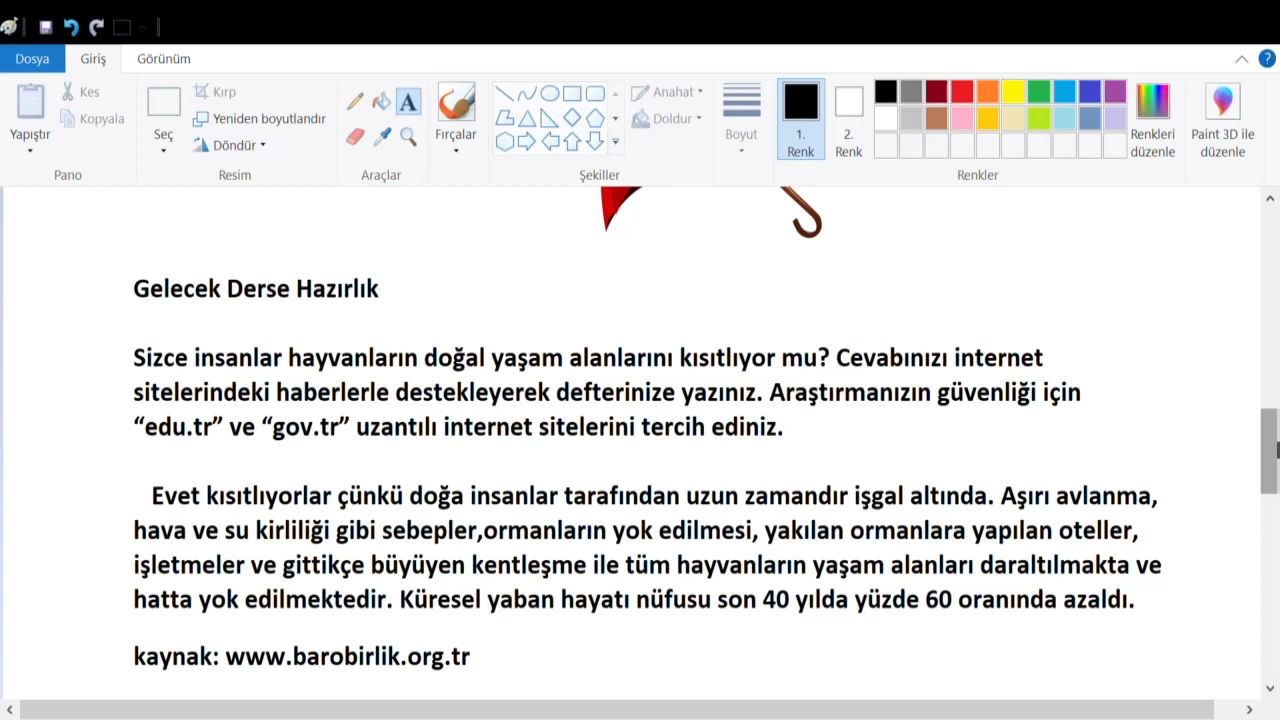 Dosya Giriş Görünüm
Yapıştır
Kes
Kopyala
Pano
Seç
Kırp
Yeniden boyutlandır
Döndür
Resim
A
Araçlar
Fırçalar
Anahat
Doldur
Şekiller
Boyut
1. Renk
2. Renk
Renkleri düzenle
Renkler
Paint 3D ile düzenle
?
Gelecek Derse Hazırlık
Sizce insanlar hayvanların doğal yaşam alanlarını kısıtlıyor mu? Cevabınızı internet
sitelerindeki haberlerle destekleyerek defterinize yazınız. Araştırmanızın güvenliği için
“edu.tr” ve “gov.tr” uzantılı internet sitelerini tercih ediniz.
Evet kısıtlıyorlar çünkü doğa insanlar tarafından uzun zamandır işgal altında. Aşırı avlanma,
hava ve su kirliliği gibi sebepler,ormanların yok edilmesi, yakılan ormanlara yapılan oteller,
işletmeler ve gittikçe büyüyen kentleşme ile tüm hayvanların yaşam alanları daraltılmakta ve
hatta yok edilmektedir. Küresel yaban hayatı nüfusu son 40 yılda yüzde 60 oranında azaldı.
kaynak: www.barobirlik.org.tr